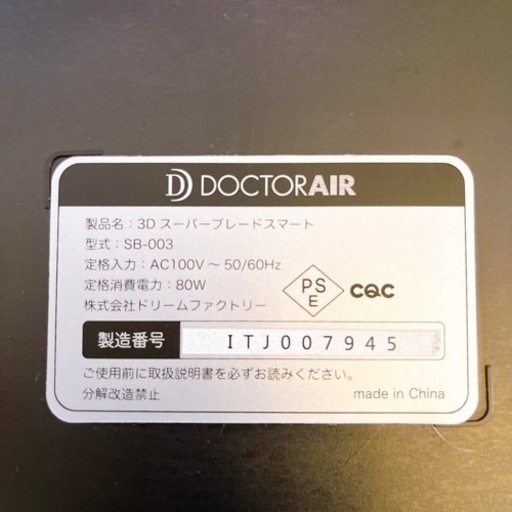 DOCTORAIR
製品名：3Dスーパーブレードスマート
型式：SB-003
定格入力：AC100V～50/60Hz
定格消費電力：80W
株式会社ドリームファクトリー
PS
E
CQC
製造番号 ITJ007945
ご使用前に取扱説明書を必ずお読みください。
分解改造禁止
made in China